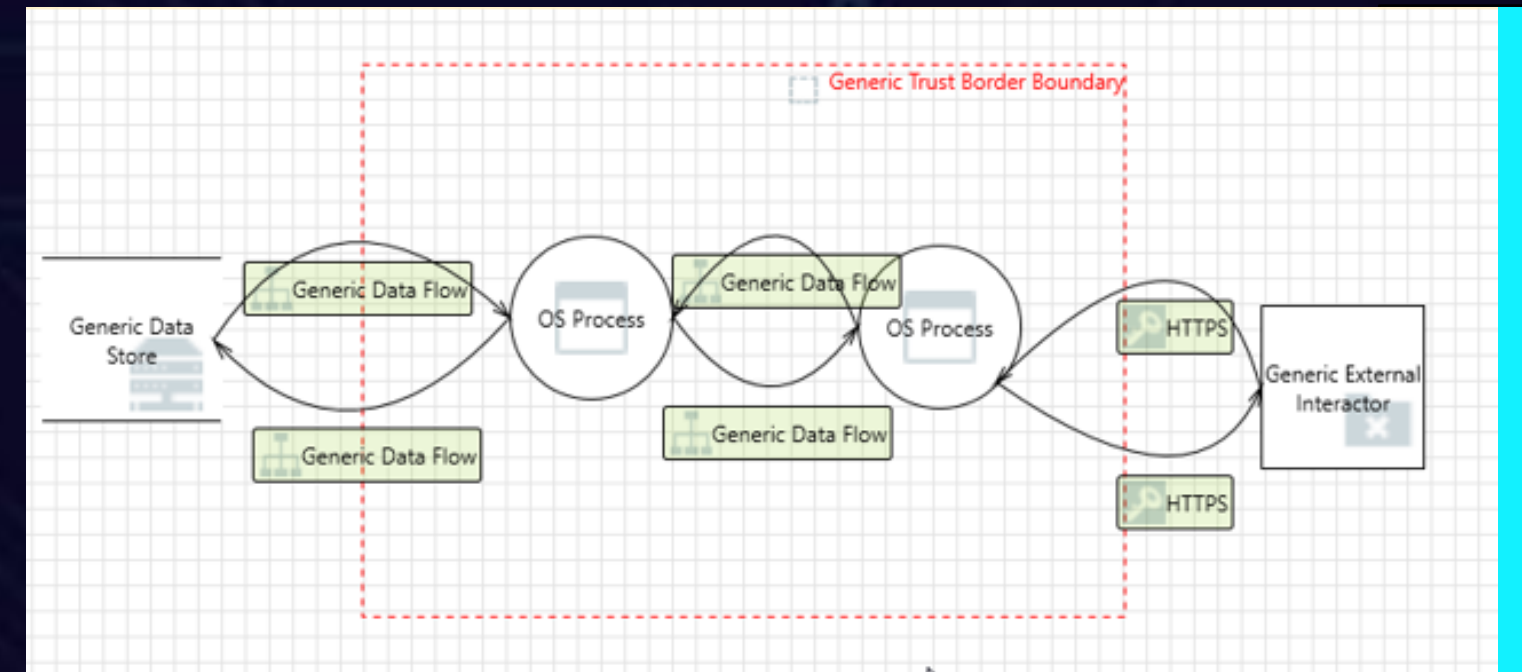 Generic Trust Border Boundary
Generic Data Flow
Generic Data Flow
OS Process
OS Process
HTTPS
Generic Data
Store
Generic External
Interactor
Generic Data Flow
Generic Data Flow
HTTPS